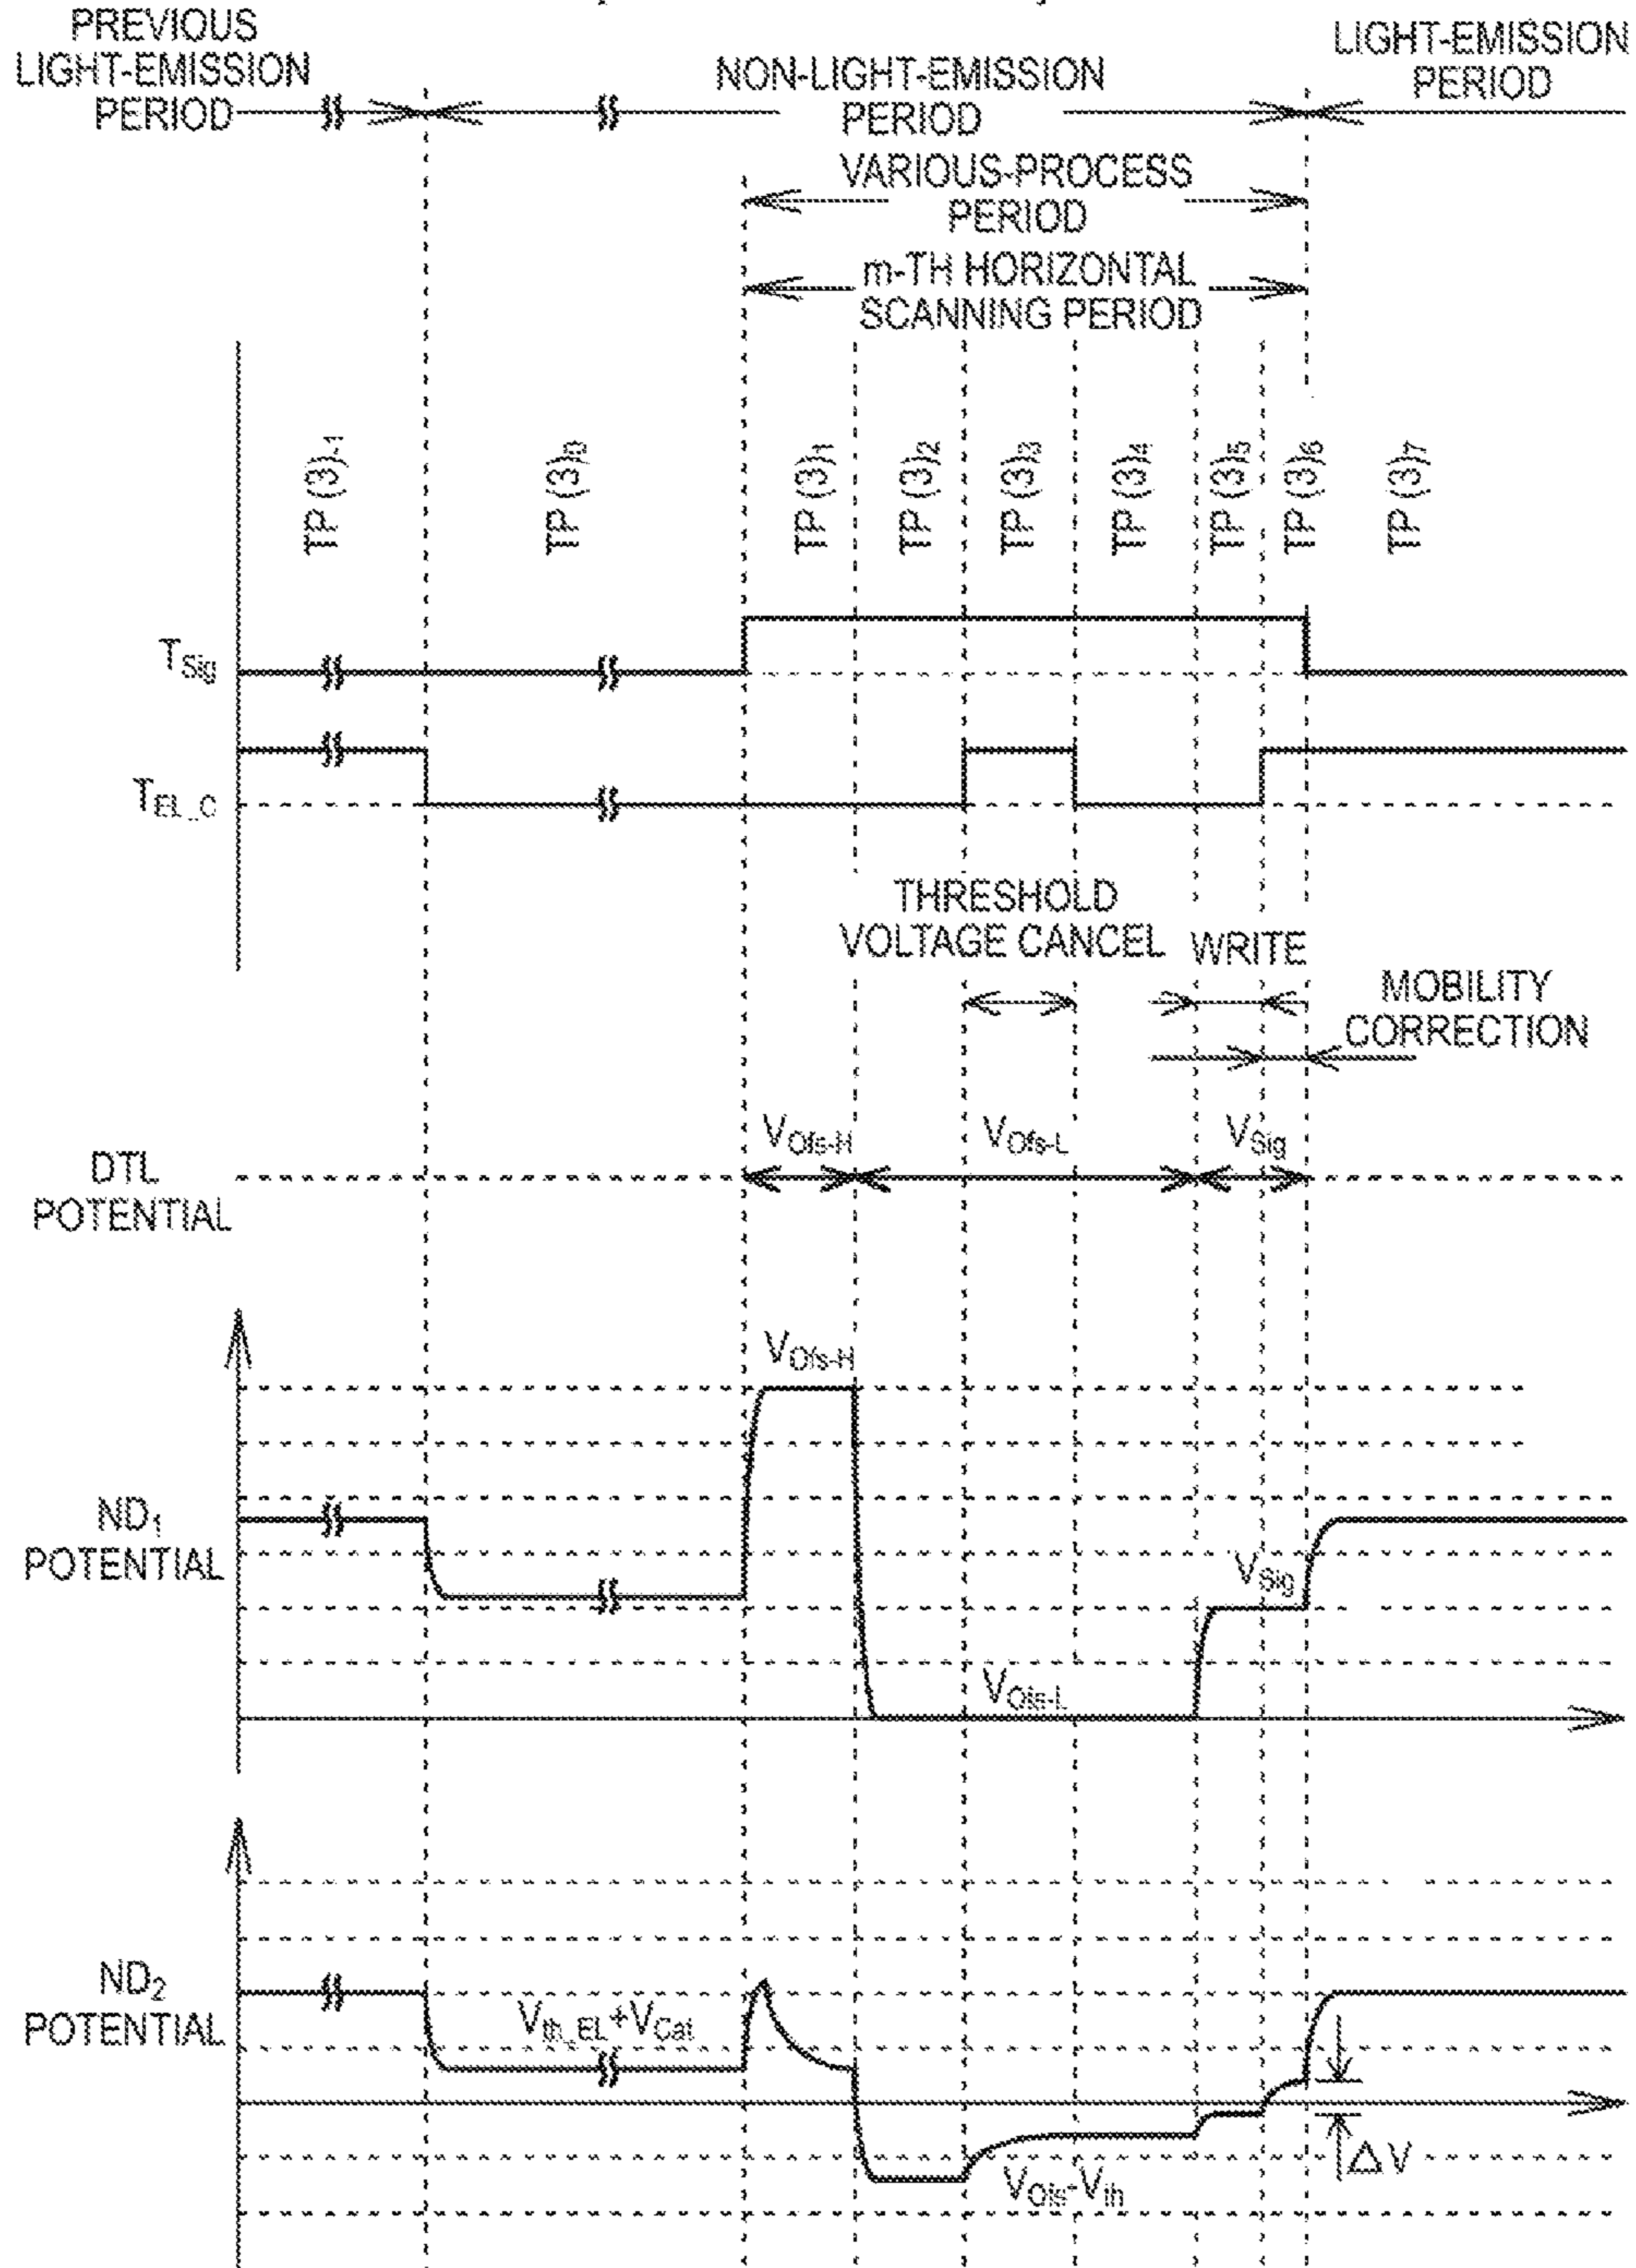 PREVIOUS
LIGHT-EMISSION
PERIOD
NON-LIGHT-EMISSION
PERIOD
LIGHT-EMISSION
PERIOD
VARIOUS-PROCESS
PERIOD
m-TH HORIZONTAL
SCANNING PERIOD
TP (3)-1
TP (3)0
TP (3)1
TP (3)2
TP (3)3
TP (3)4
TP (3)5
TP (3)6
TP (3)7
TSig
TEL_C
THRESHOLD
VOLTAGE CANCEL
WRITE
MOBILITY
CORRECTION
DTL
POTENTIAL
VOfs-H
VOfs-L
VSig
ND1
POTENTIAL
VOfs-H
VSig
VOfs-L
ND2
POTENTIAL
Vth_EL+VCat
VOfs-Vth
ΔV